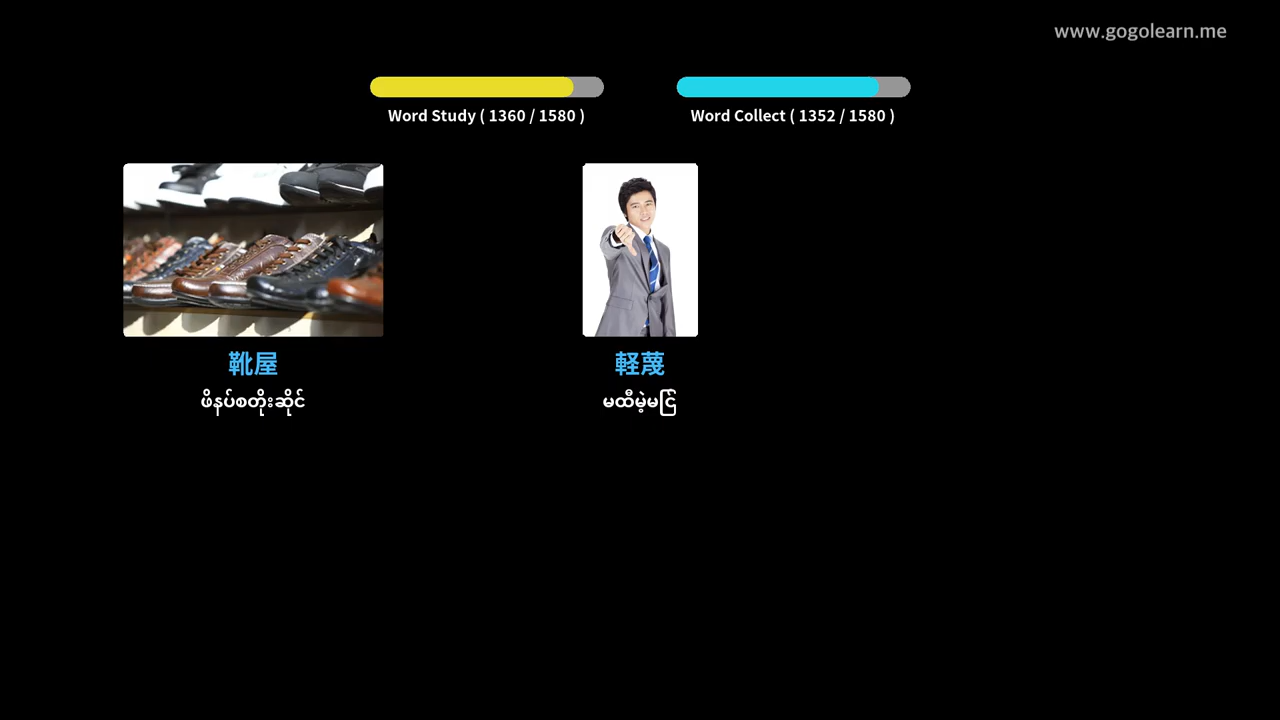 www.gogolearn.me
Word Study ( 1360 / 1580 )
Word Collect ( 1352 / 1580 )
靴屋
ဖိနပ်စတိုးဆိုင်
軽蔑
မထီမဲ့မြင်